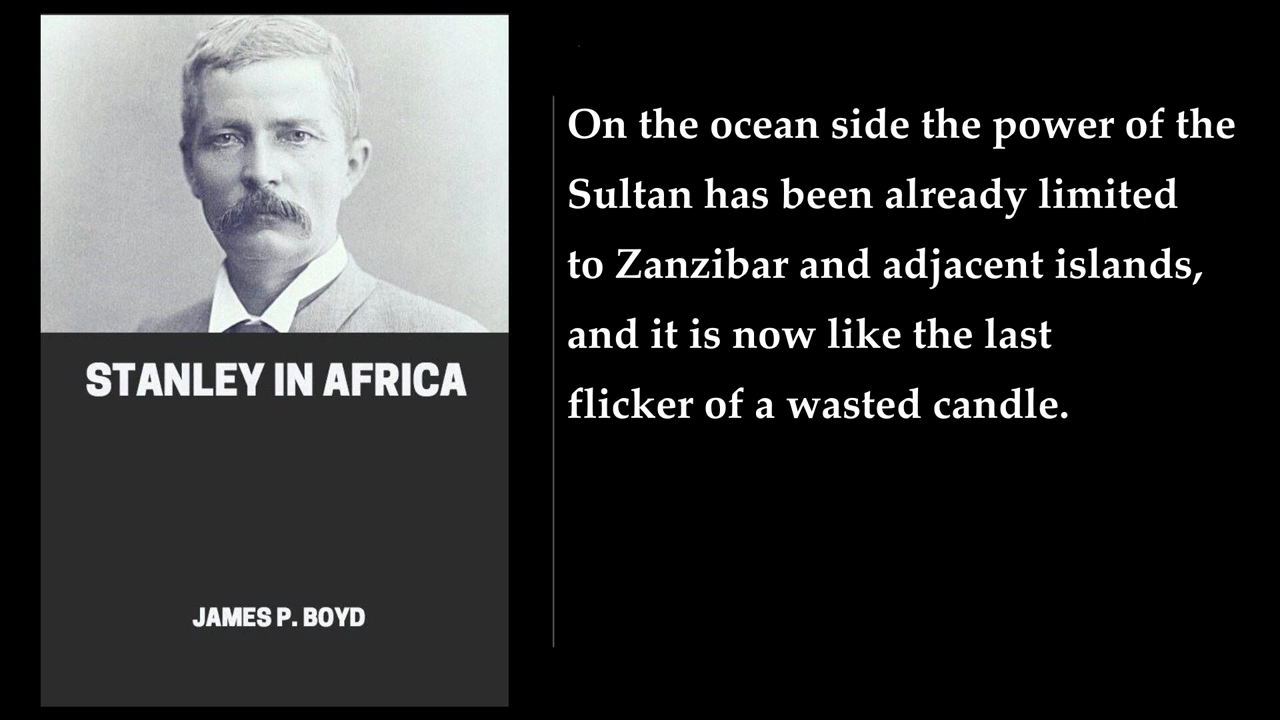 STANLEY IN AFRICA
JAMES P. BOYD
On the ocean side the power of the
Sultan has been already limited
to Zanzibar and adjacent islands,
and it is now like the last
flicker of a wasted candle.